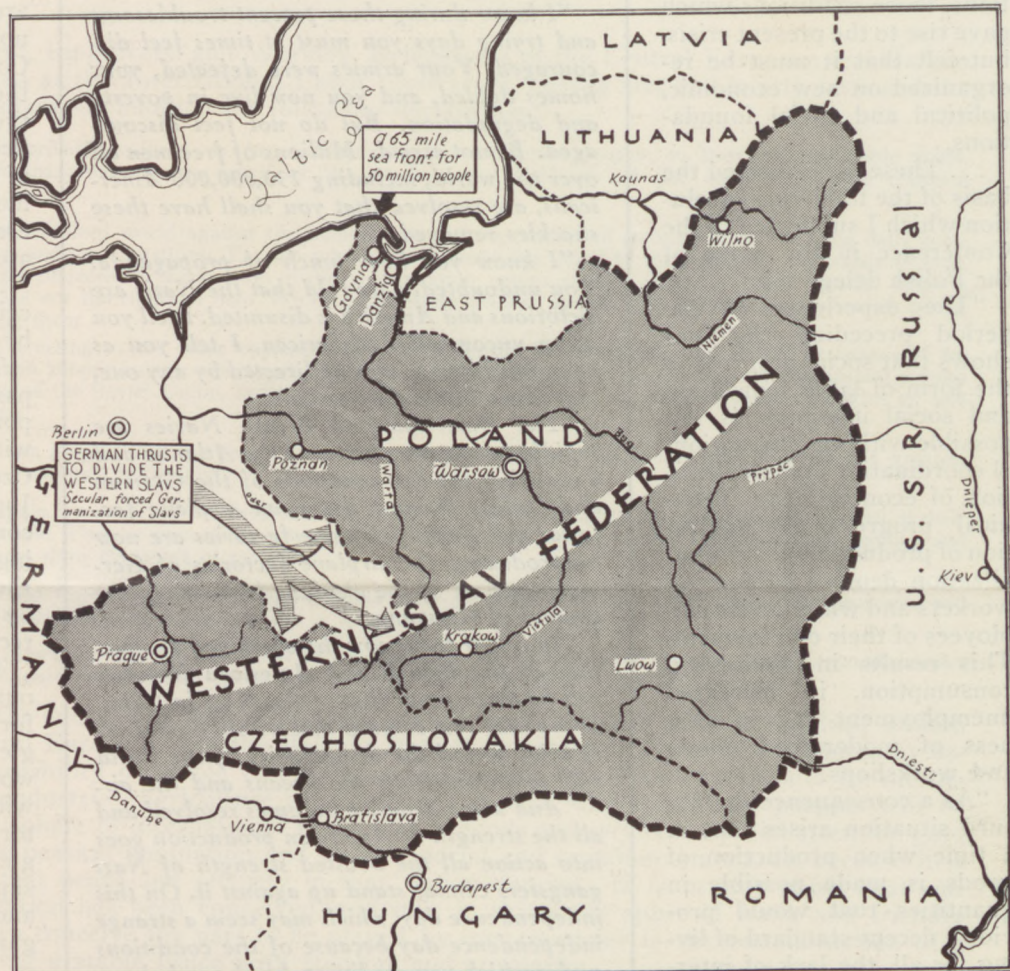 LATVIA
Baltic Sea
a 65 mile
sea front for
50 million people
LITHUANIA
Kaunas
Wilno
Gdynia
Danzig
EAST PRUSSIA
Niemen
U.S.S.R. (Russia)
Berlin
GERMAN THRUSTS
TO DIVIDE THE
WESTERN SLAVS
Secular forced Ger-
manization of Slavs
GERMANY
POLAND
Poznan
Warsaw
Bug
Warta
Oder
Prypec
Dnieper
Kiev
WESTERN SLAV FEDERATION
Prague
Krakow
Vistula
Lwow
CZECHOSLOVAKIA
Dniestr
Danube
Vienna
Bratislava
Budapest
HUNGARY
ROMANIA